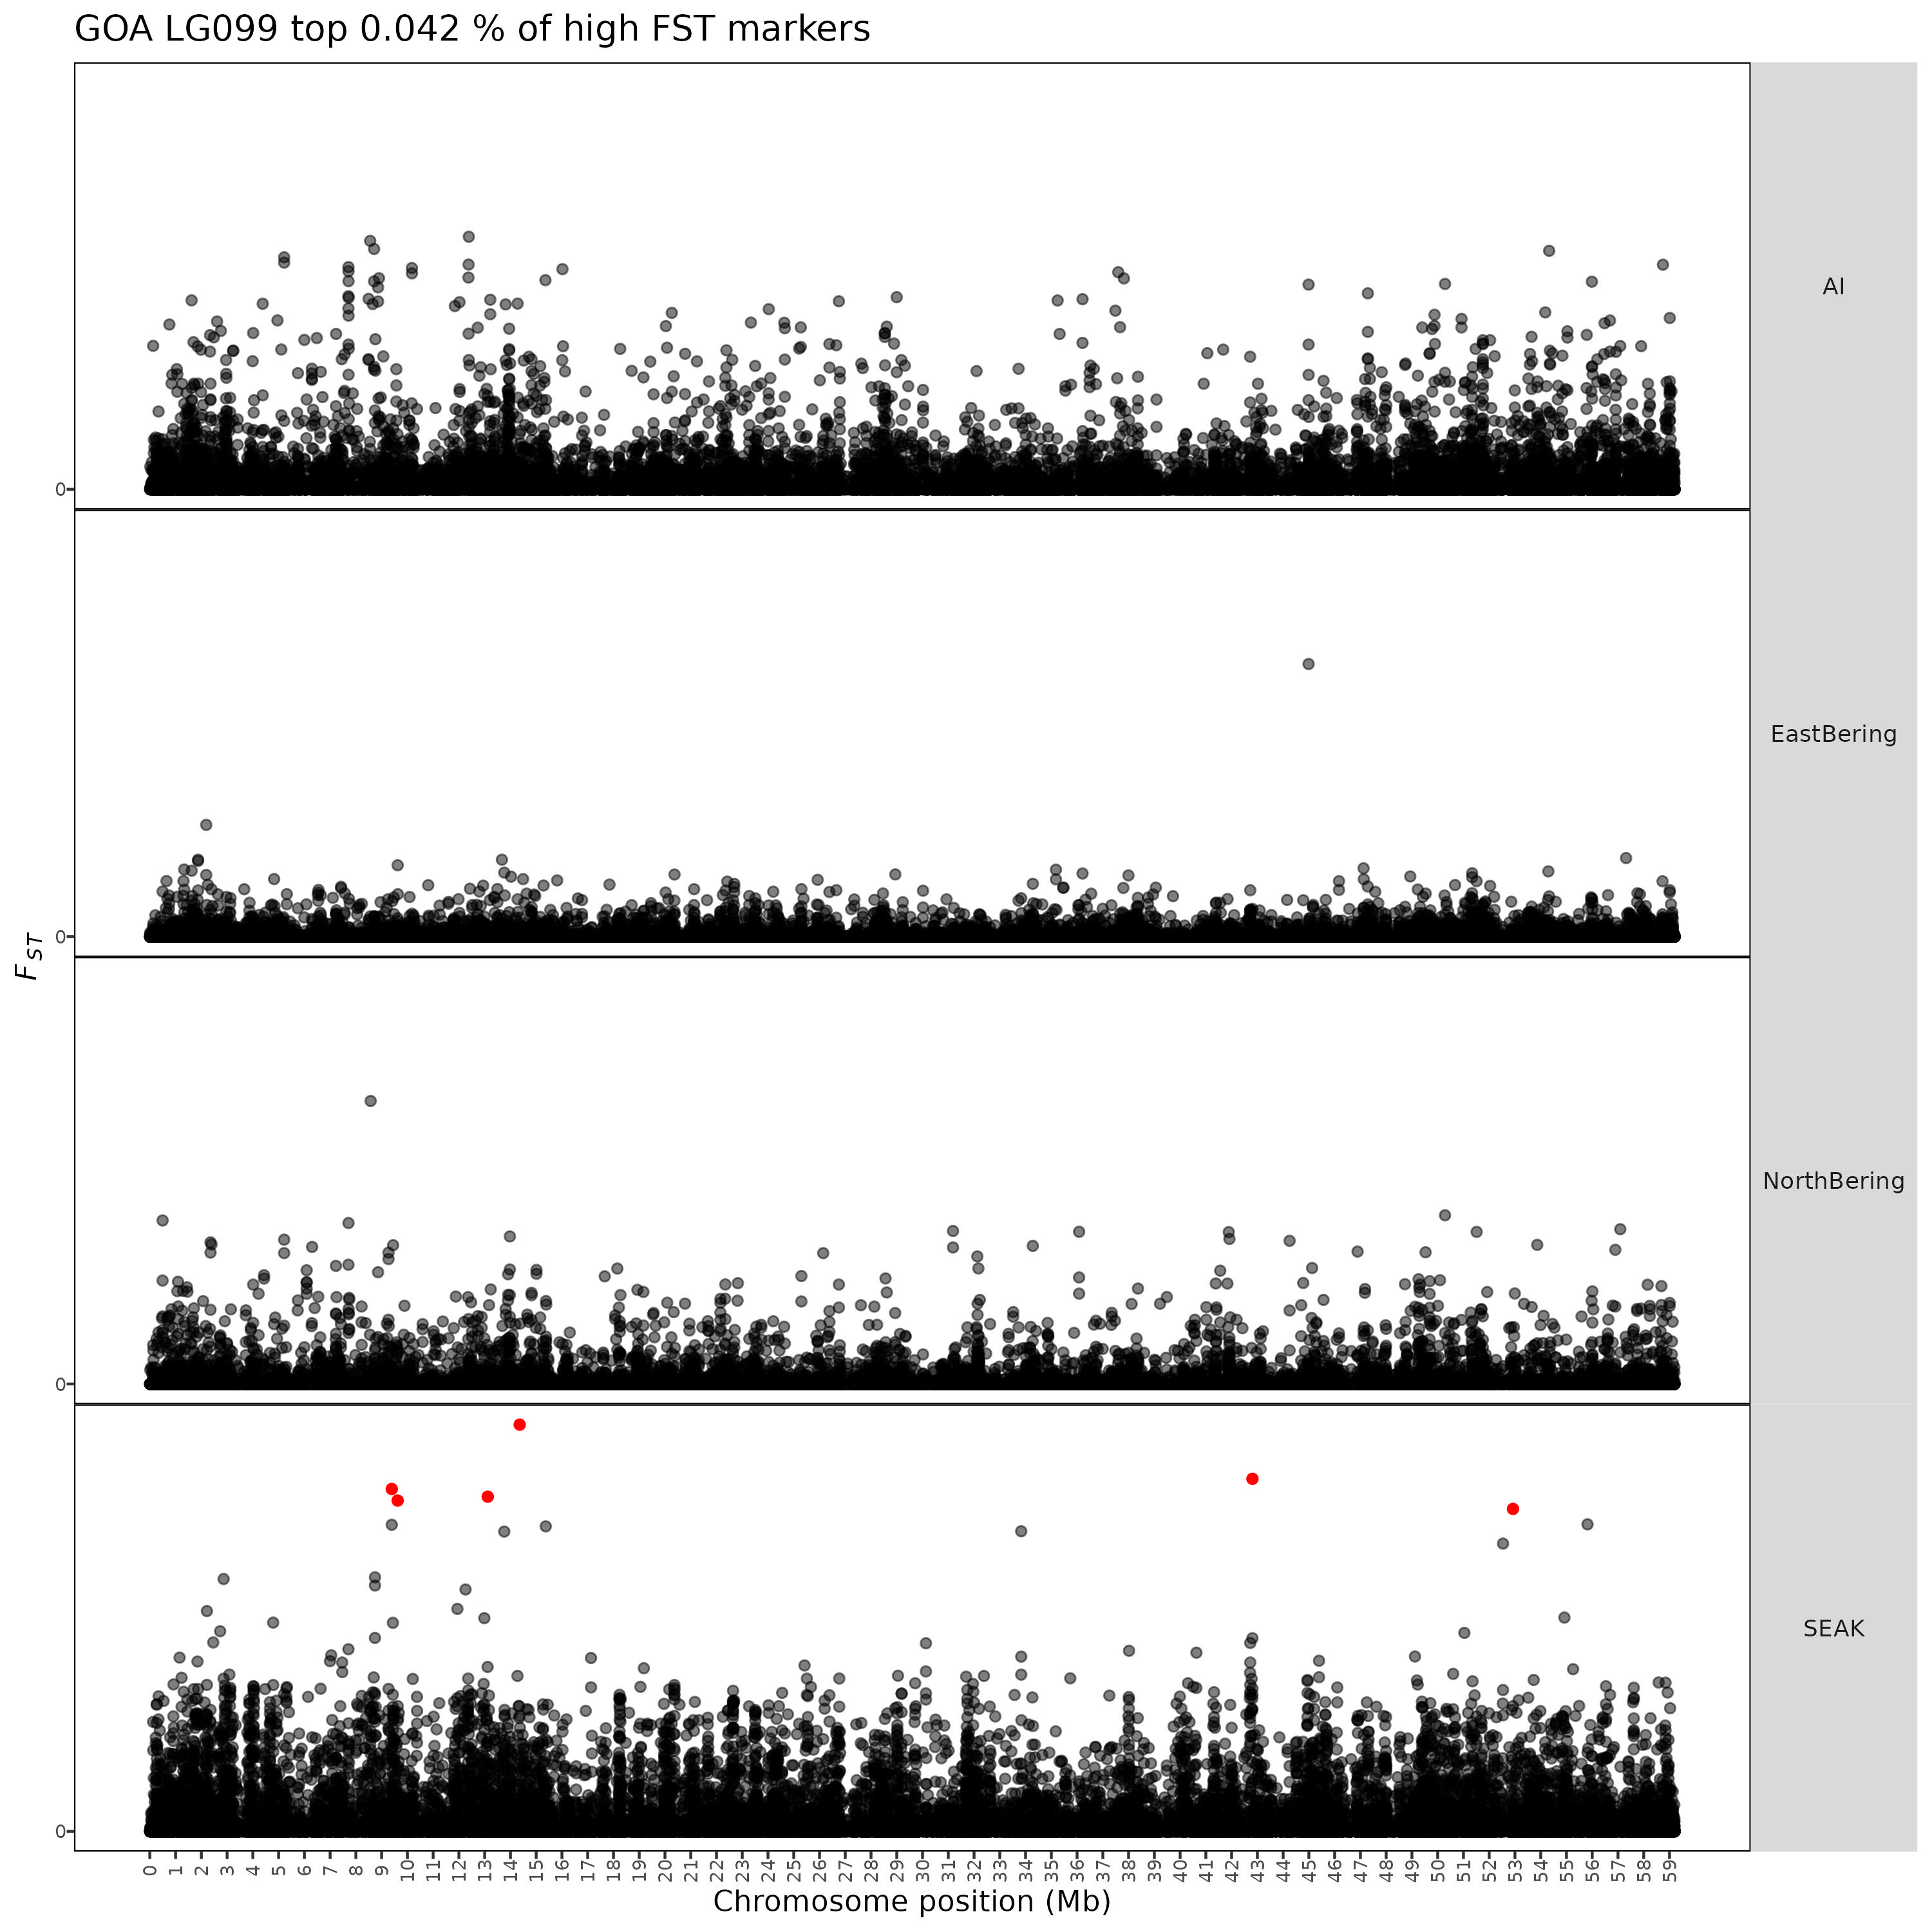 GOA LG099 top 0.042 % of high FST markers
AI
0
EastBering
0
F ST
NorthBering
0
SEAK
0
0 1 2 3 4 5 6 7 8 9 10 11 12 13 14 15 16 17 18 19 20 21 22 23 24 25 26 27 28 29 30 31 32 33 34 35 36 37 38 39 40 41 42 43 44 45 46 47 48 49 50 51 52 53 54 55 56 57 58 59
Chromosome position (Mb)